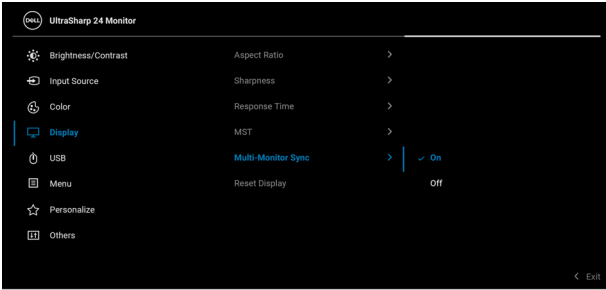 DELL UltraSharp 24 Monitor
Brightness/Contrast
Input Source
Color
Display
USB
Menu
Personalize
Others
Aspect Ratio
Sharpness
Response Time
MST
Multi-Monitor Sync
Reset Display
On
Off
Exit